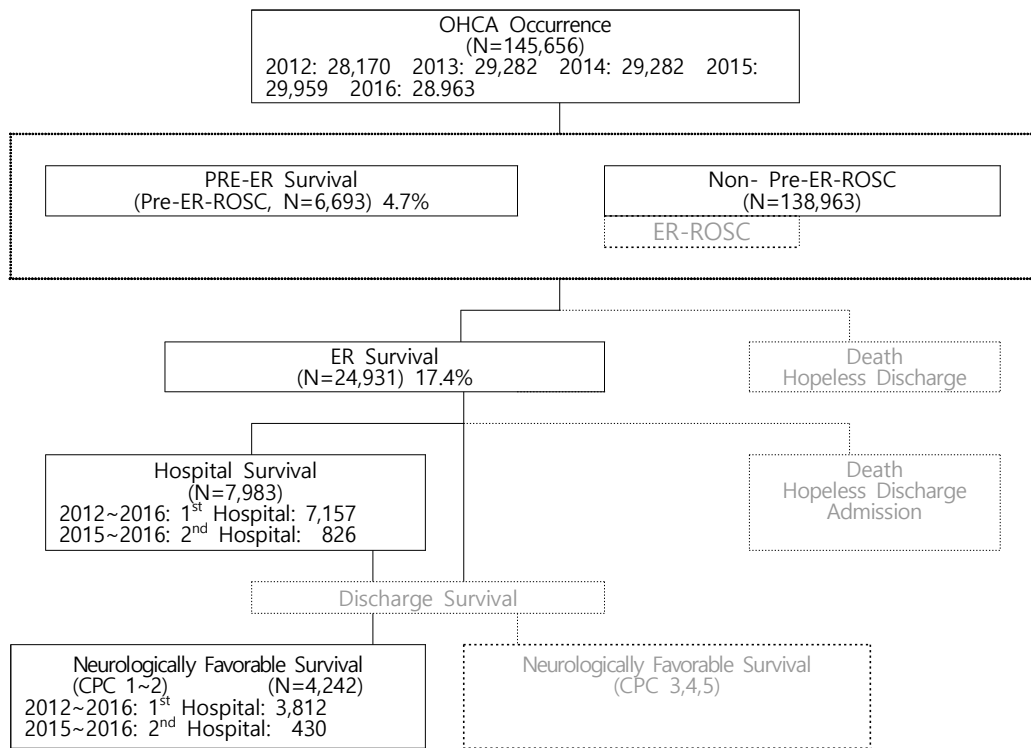 OHCA Occurrence
(N=145,656)
2012: 28,170 2013: 29,282 2014: 29,282 2015:
29,959 2016: 28.963
PRE-ER Survival
(Pre-ER-ROSC, N=6,693) 4.7%
Non- Pre-ER-ROSC
(N=138,963)
ER-ROSC
ER Survival
(N=24,931) 17.4%
Death
Hopeless Discharge
Hospital Survival
(N=7,983)
2012~2016: 1st Hospital: 7,157
2015~2016: 2nd Hospital: 826
Death
Hopeless Discharge
Admission
Discharge Survival
Neurologically Favorable Survival
(CPC 1~2) (N=4,242)
2012~2016: 1st Hospital: 3,812
2015~2016: 2nd Hospital: 430
Neurologically Favorable Survival
(CPC 3,4,5)